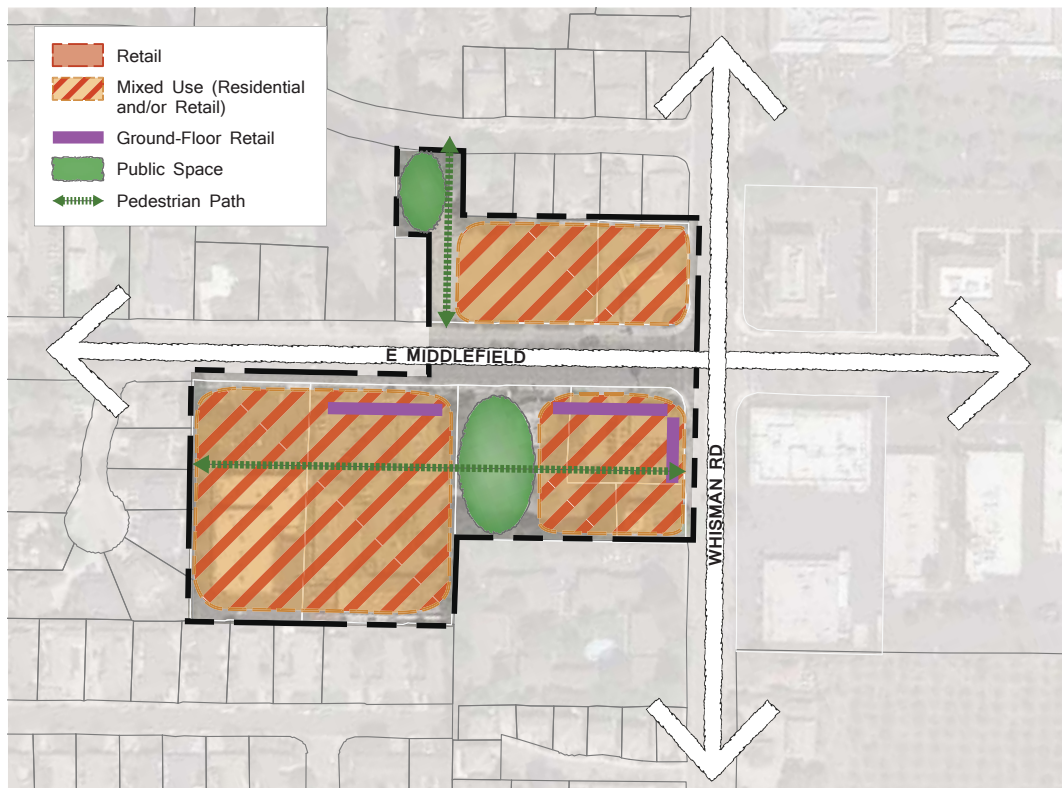 Retail
Mixed Use (Residential
and/or Retail)
Ground-Floor Retail
Public Space
Pedestrian Path
E MIDDLEFIELD
WHISMAN RD